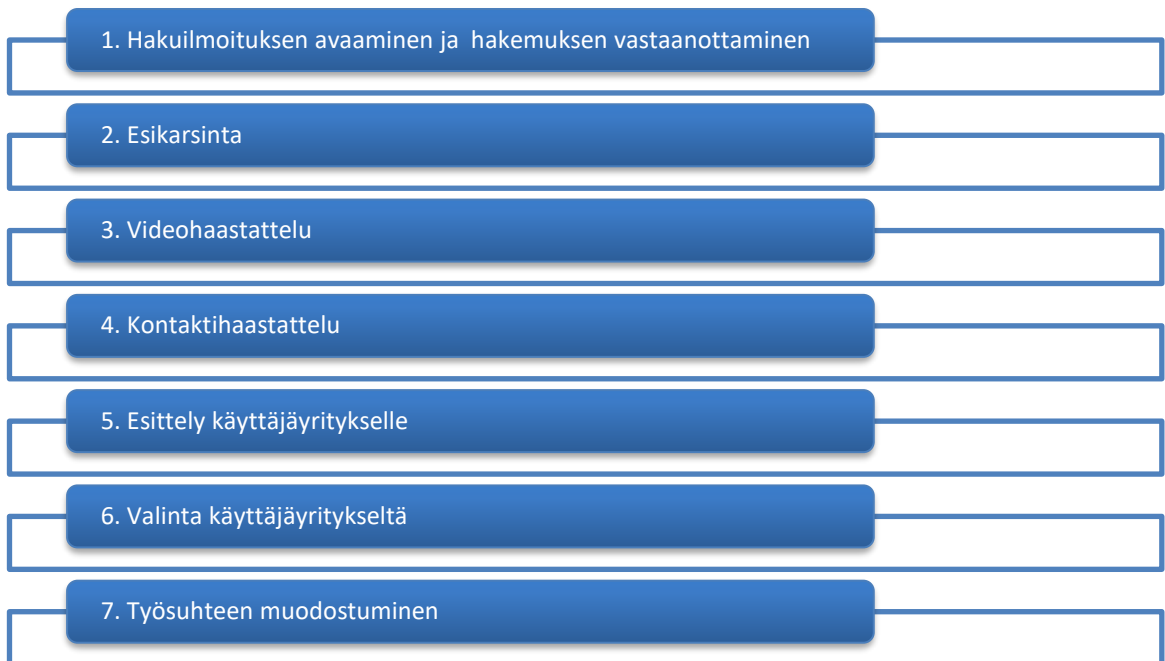 1. Hakuilmoituksen avaaminen ja  hakemuksen vastaanottaminen
2. Esikarsinta
3. Videohaastattelu
4. Kontaktihaastattelu
5. Esittely käyttäjäyritykselle
6. Valinta käyttäjäyritykseltä
7. Työsuhteen muodostuminen